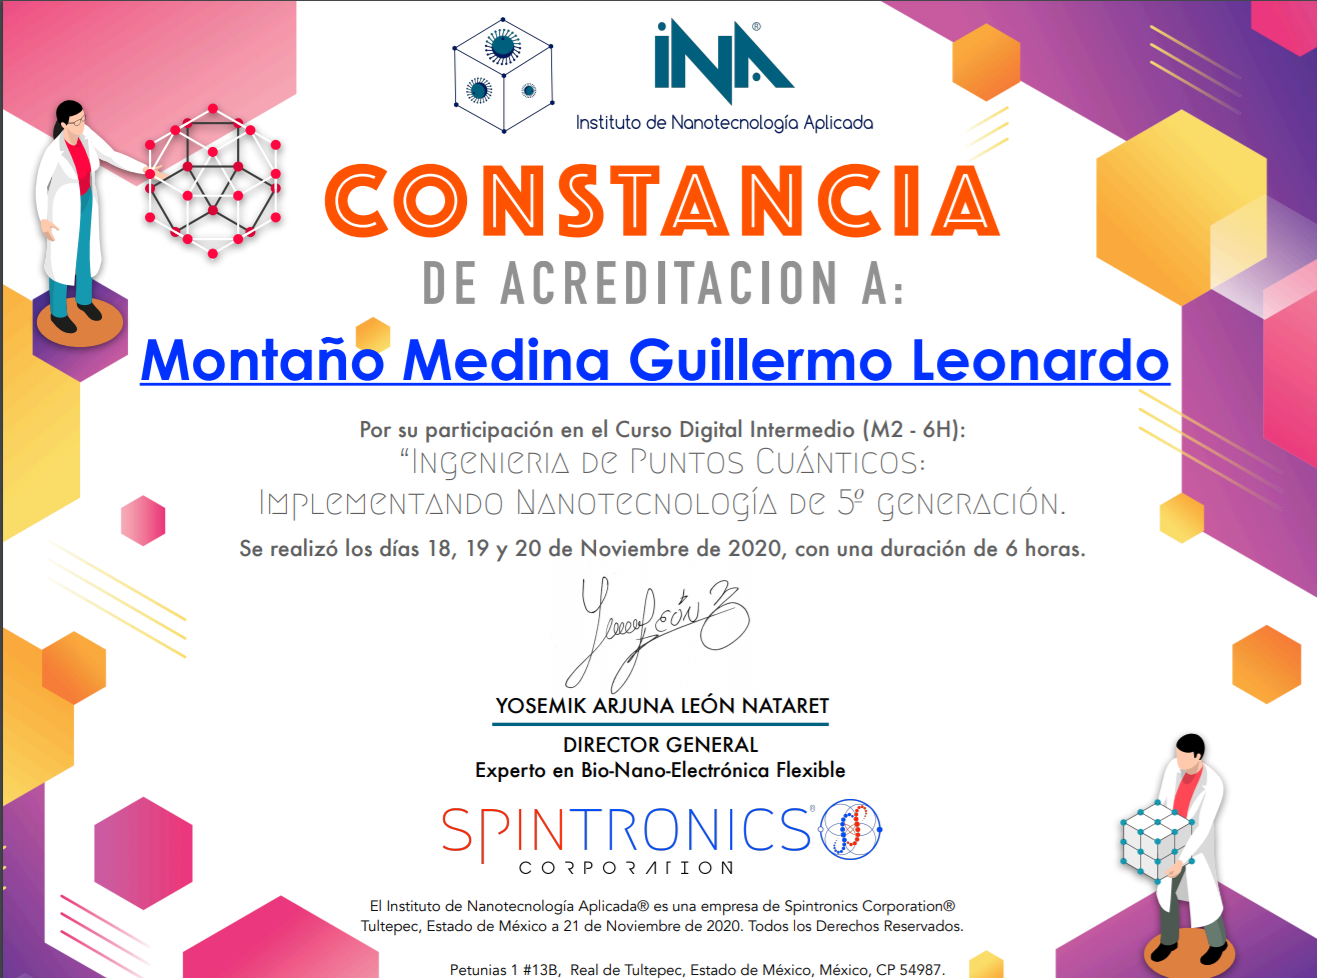 iNA®
Instituto de Nanotecnología Aplicada
CONSTANCIA
DE ACREDITACION A:
Montaño Medina Guillermo Leonardo
Por su participación en el Curso Digital Intermedio (M2 - 6H):
“Ingenieria de Puntos Cuánticos:
Implementando Nanotecnología de 5º generación.
Se realizó los días 18, 19 y 20 de Noviembre de 2020, con una duración de 6 horas.
YOSEMIK ARJUNA LEÓN NATARET
DIRECTOR GENERAL
Experto en Bio-Nano-Electrónica Flexible
SPINTRONICS®
CORPORATION
El Instituto de Nanotecnología Aplicada® es una empresa de Spintronics Corporation®
Tultepec, Estado de México a 21 de Noviembre de 2020. Todos los Derechos Reservados.
Petunias 1 #13B, Real de Tultepec, Estado de México, México, CP 54987.